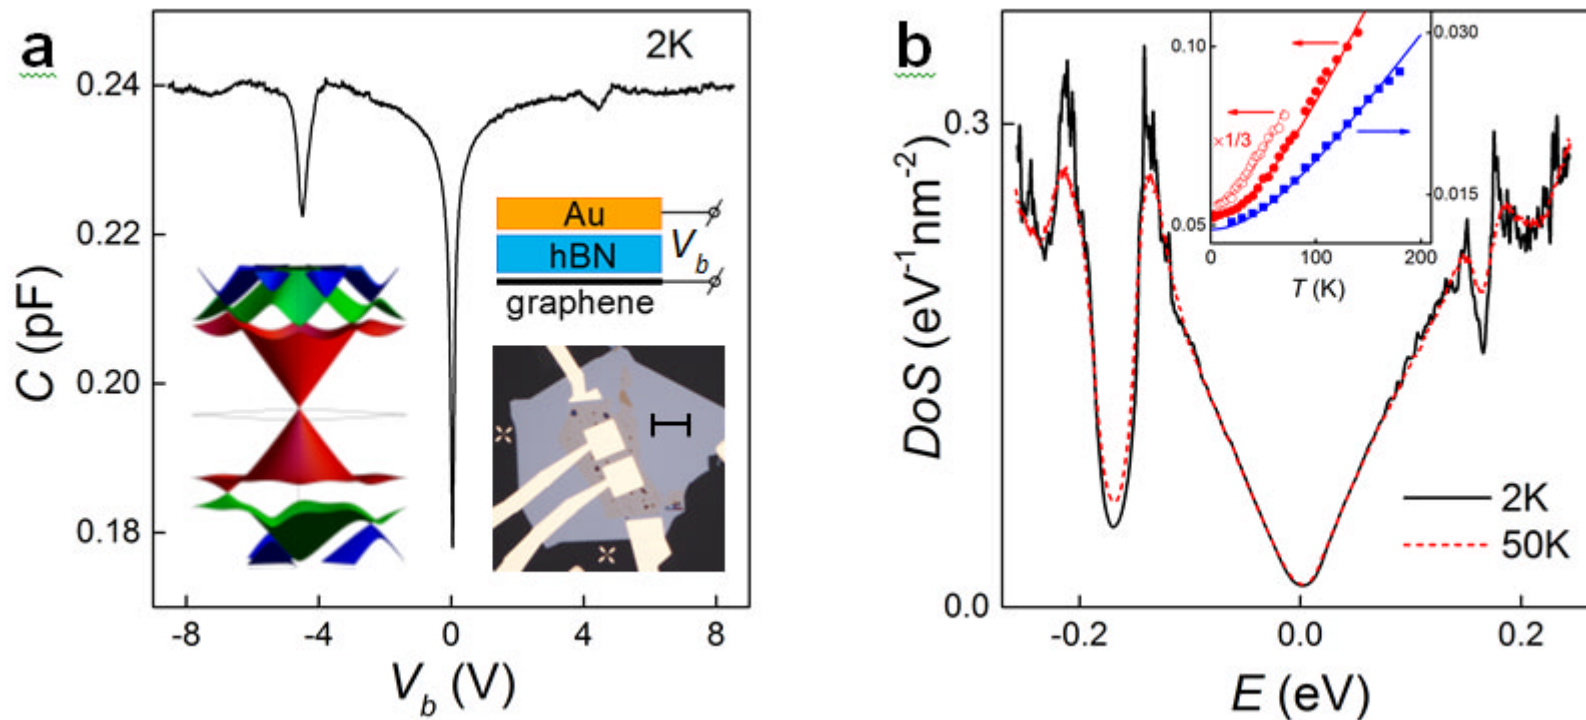 a
2K
0.24
0.22
0.20
0.18
C (pF)
Au
hBN
V_b
graphene
-8
-4
0
4
8
V_b (V)
b
0.3
0.0
DoS (eV⁻¹nm⁻²)
0.10
0.05
×1/3
0.030
0.015
0
100
200
T (K)
2K
50K
-0.2
0.0
0.2
E (eV)